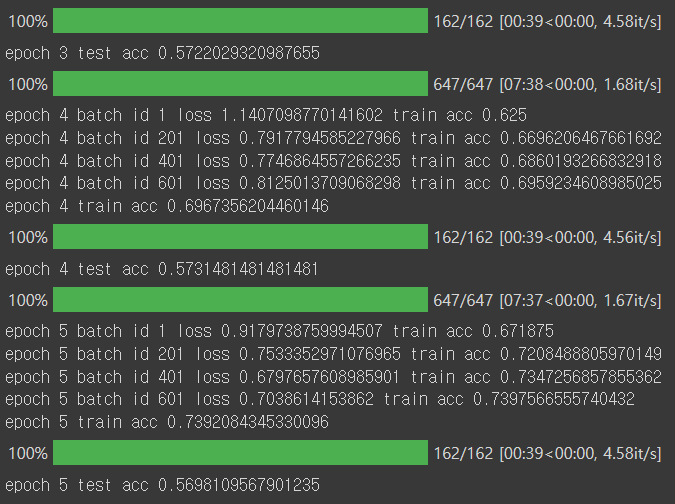 100% 162/162 [00:39<00:00, 4.58it/s]
epoch 3 test acc 0.5722029320987655
100% 647/647 [07:38<00:00, 1.68it/s]
epoch 4 batch id 1 loss 1.1407098770141602 train acc 0.625
epoch 4 batch id 201 loss 0.7917794585227966 train acc 0.6696206467661692
epoch 4 batch id 401 loss 0.7746864557266235 train acc 0.6860193266832918
epoch 4 batch id 601 loss 0.8125013709068298 train acc 0.6959234608985025
epoch 4 train acc 0.6967356204460146
100% 162/162 [00:39<00:00, 4.56it/s]
epoch 4 test acc 0.5731481481481481
100% 647/647 [07:37<00:00, 1.67it/s]
epoch 5 batch id 1 loss 0.9179738759994507 train acc 0.671875
epoch 5 batch id 201 loss 0.7533352971076965 train acc 0.7208488805970149
epoch 5 batch id 401 loss 0.6797657608985901 train acc 0.7347256857855362
epoch 5 batch id 601 loss 0.7038614153862 train acc 0.7397566555740432
epoch 5 train acc 0.7392084345330096
100% 162/162 [00:39<00:00, 4.58it/s]
epoch 5 test acc 0.5698109567901235